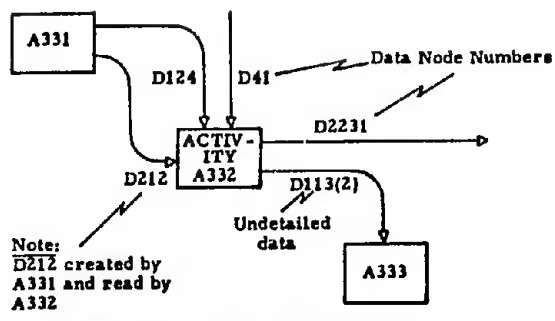 A331
D124
D41
Data Node Numbers
ACTIV-
ITY
A332
D2231
D212
D113(2)
Undetailed
data
Note:
D212 created by
A331 and read by
A332
A333